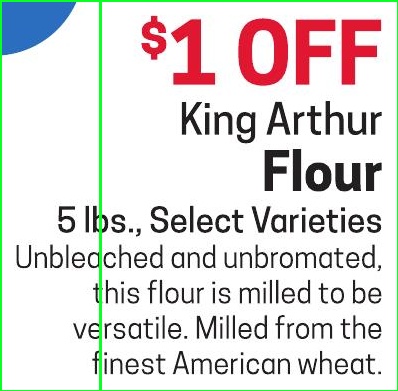 $1 OFF
King Arthur
Flour
5 lbs., Select Varieties
Unbleached and unbromated,
this flour is milled to be
versatile. Milled from the
finest American wheat.